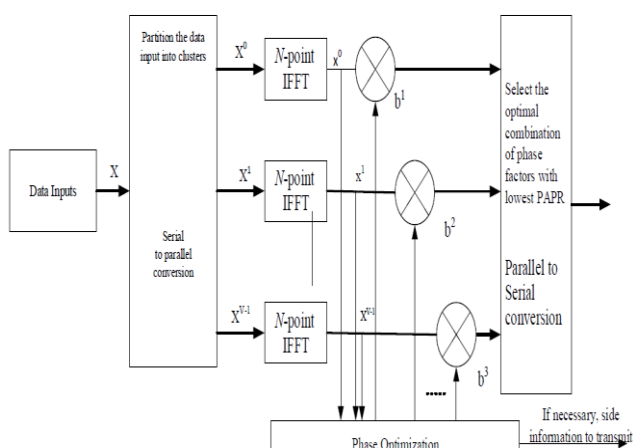 Partition the data
input into clusters
X⁰
N-point
IFFT
x⁰
b¹
Select the
optimal
combination
of phase
factors with
lowest PAPR
Data Inputs
X
X¹
N-point
IFFT
x¹
b²
Serial
to parallel
conversion
Parallel to
Serial
conversion
X^V-1
N-point
IFFT
x^V-1
b³
.....
If necessary, side
information to transmit
Phase Optimization